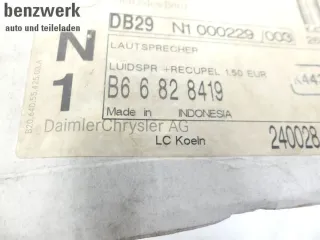 benzwerk
auto und teileladen
DB29 N1 000229 /003
N
1
LAUTSPRECHER
LUIDSPR +RECUPEL 1,50 EUR
B6 6 82 8419
Made in INDONESIA
DaimlerChrysler AG
LC Koeln
240028